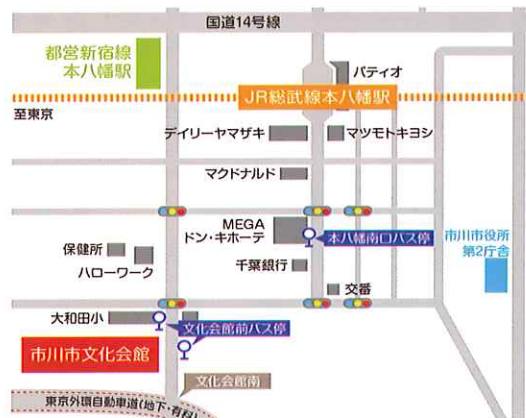 国道14号線
都営新宿線
本八幡駅
パティオ
JR総武線本八幡駅
至東京
デイリーヤマザキ
マツモトキヨシ
マクドナルド
MEGA
ドン・キホーテ
本八幡南口バス停
市川市役所
第2庁舎
保健所
ハローワーク
千葉銀行
交番
大和田小
文化会館前バス停
市川市文化会館
文化会館南
東京外環自動車道(地下・有料)